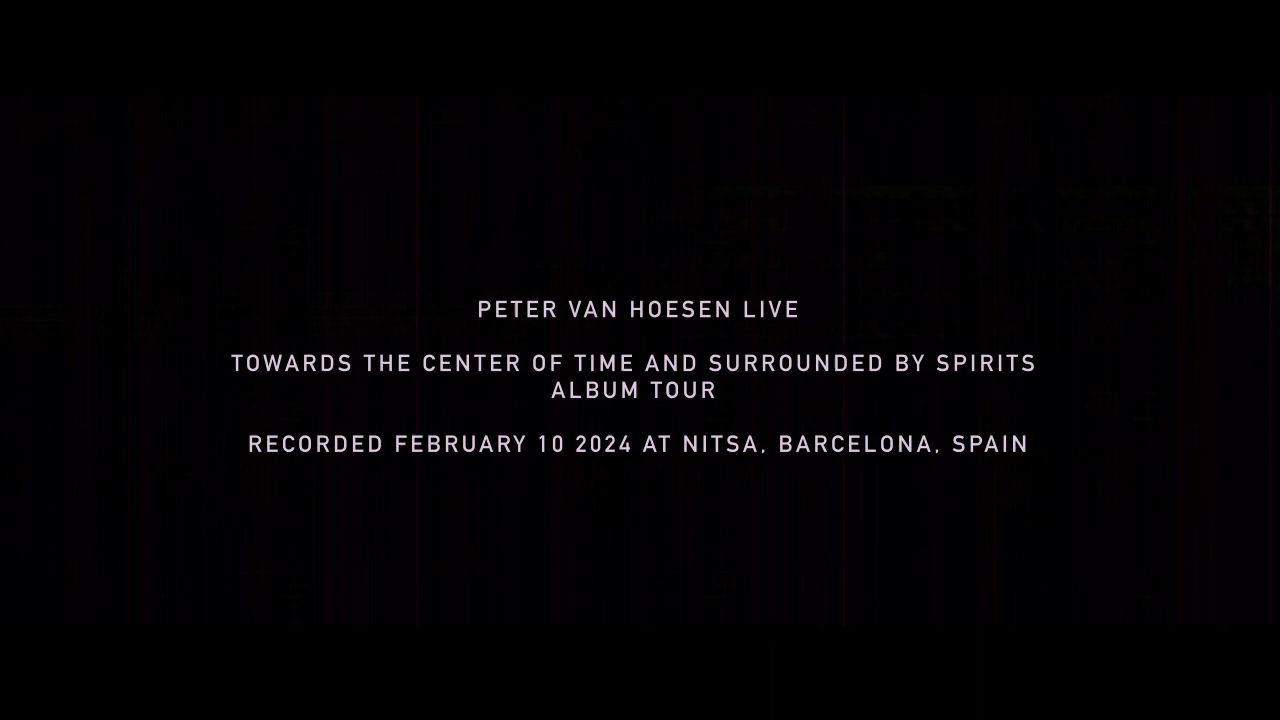 PETER VAN HOESEN LIVE
TOWARDS THE CENTER OF TIME AND SURROUNDED BY SPIRITS
ALBUM TOUR
RECORDED FEBRUARY 10 2024 AT NITSA, BARCELONA, SPAIN